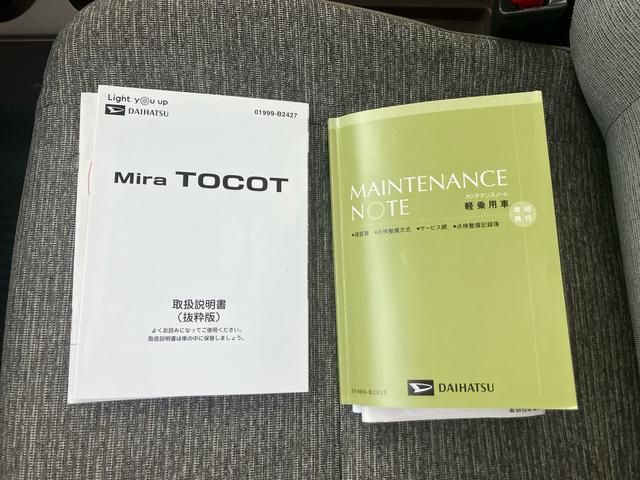 Light you up
DAIHATSU
01999-B2427
Mira TOCOT
取扱説明書
（抜粋版）
よくお読みになってご使用ください。
取扱説明書は車の中に保管しましょう。
MAINTENANCE
NOTE
メンテナンスノート
軽乗用車
常時
携行
●保証書 ●点検整備方式 ●サービス網 ●点検整備記録簿
01999-B2025
DAIHATSU